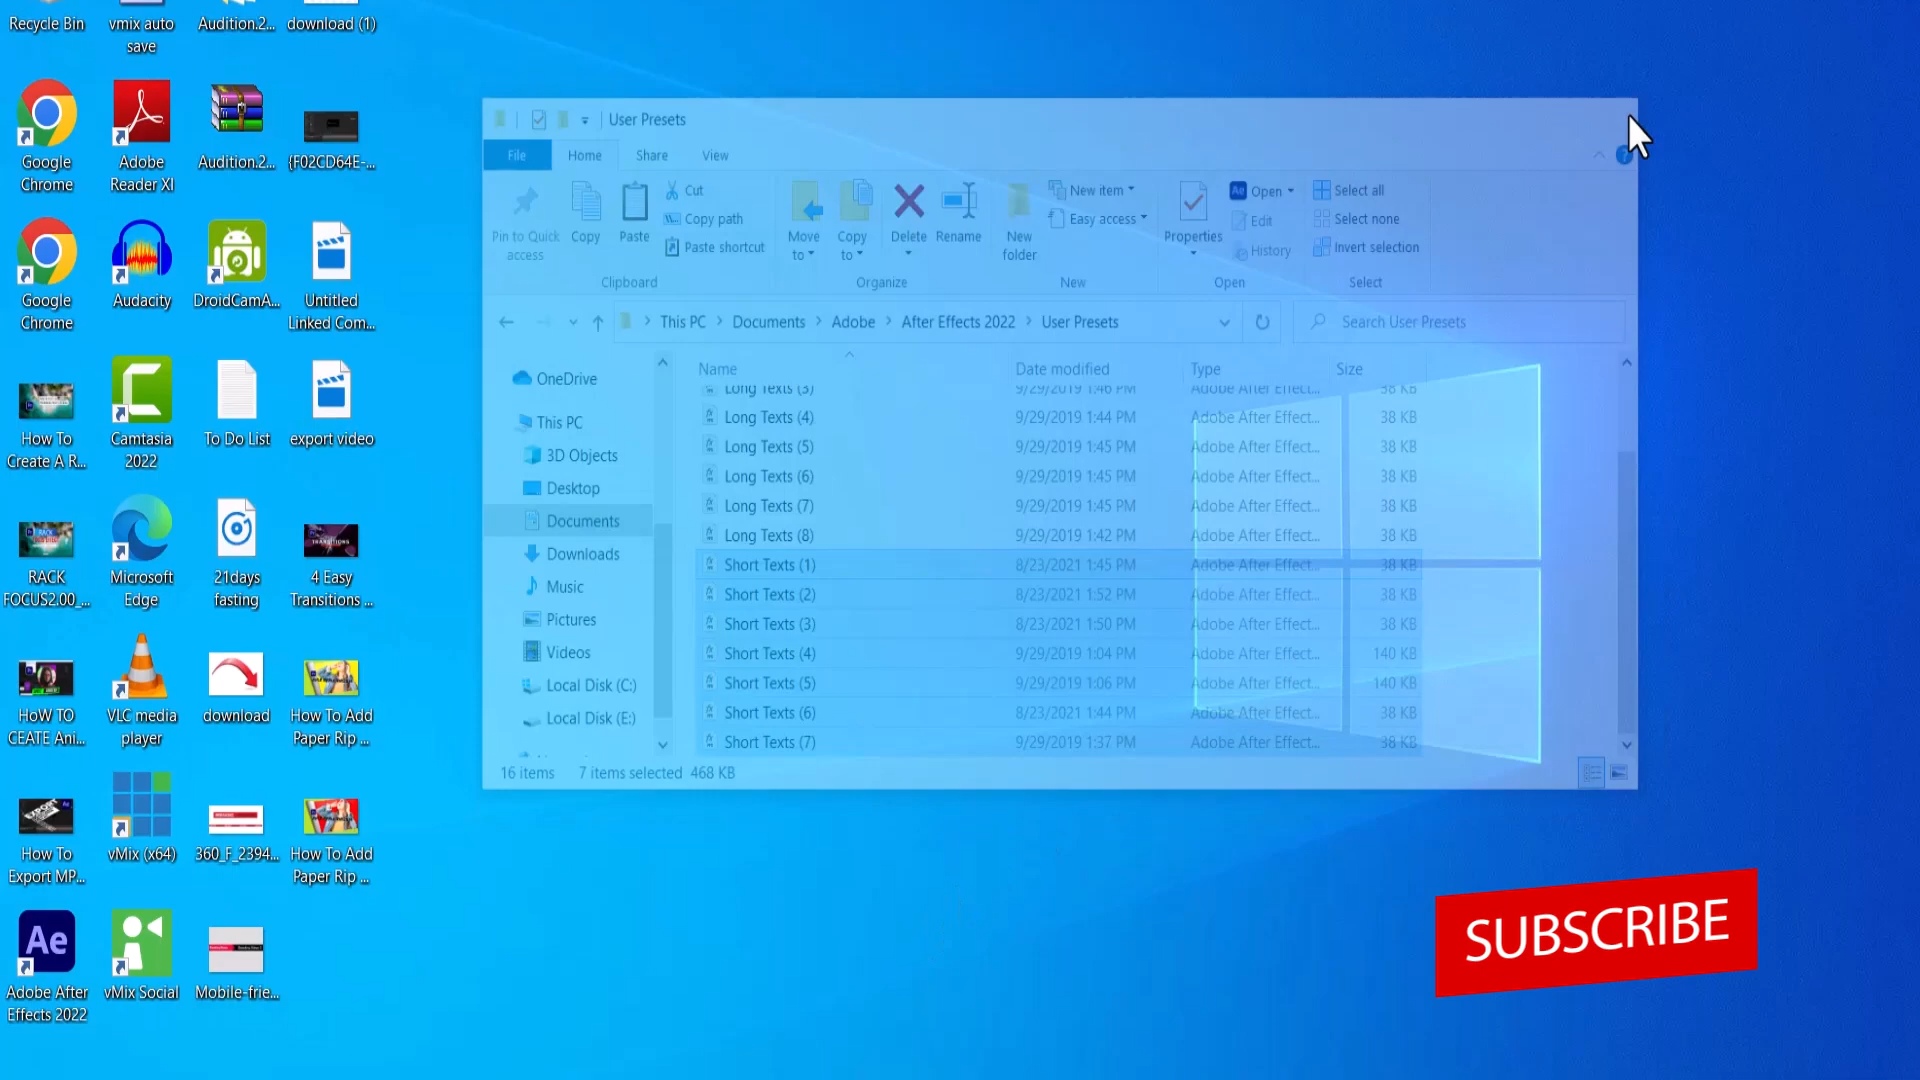 Recycle Bin
vmix auto
save
Audition.2...
download (1)
Google
Chrome
Adobe
Reader XI
Audition.2...
{F02CD64E-...
Google
Chrome
Audacity
DroidCamA...
Untitled
Linked Com...
How To
Create A R...
Camtasia
2022
To Do List
export video
RACK
FOCUS2.00_...
Microsoft
Edge
21days
fasting
4 Easy
Transitions ...
HoW TO
CEATE Ani...
VLC media
player
download
How To Add
Paper Rip ...
How To
Export MP...
vMix (x64)
360_F_2394...
How To Add
Paper Rip ...
Ae
Adobe After
Effects 2022
vMix Social
Mobile-frie...
User Presets
File
Home
Share
View
Pin to Quick
access
Copy
Paste
Cut
Copy path
Paste shortcut
Clipboard
Move
to
Copy
to
Delete
Rename
Organize
New
folder
New item
Easy access
New
Properties
Ae Open
Edit
History
Open
Select all
Select none
Invert selection
Select
This PC
Documents
Adobe
After Effects 2022
User Presets
Search User Presets
OneDrive
This PC
3D Objects
Desktop
Documents
Downloads
Music
Pictures
Videos
Local Disk (C:)
Local Disk (E:)
Name Date modified Type Size
Long Texts (3) 9/29/2019 1:46 PM Adobe After Effect... 38 KB
Long Texts (4) 9/29/2019 1:44 PM Adobe After Effect... 38 KB
Long Texts (5) 9/29/2019 1:45 PM Adobe After Effect... 38 KB
Long Texts (6) 9/29/2019 1:45 PM Adobe After Effect... 38 KB
Long Texts (7) 9/29/2019 1:45 PM Adobe After Effect... 38 KB
Long Texts (8) 9/29/2019 1:42 PM Adobe After Effect... 38 KB
Short Texts (1) 8/23/2021 1:45 PM Adobe After Effect... 38 KB
Short Texts (2) 8/23/2021 1:52 PM Adobe After Effect... 38 KB
Short Texts (3) 8/23/2021 1:50 PM Adobe After Effect... 38 KB
Short Texts (4) 9/29/2019 1:04 PM Adobe After Effect... 140 KB
Short Texts (5) 9/29/2019 1:06 PM Adobe After Effect... 140 KB
Short Texts (6) 8/23/2021 1:44 PM Adobe After Effect... 38 KB
Short Texts (7) 9/29/2019 1:37 PM Adobe After Effect... 38 KB
16 items 7 items selected 468 KB
SUBSCRIBE